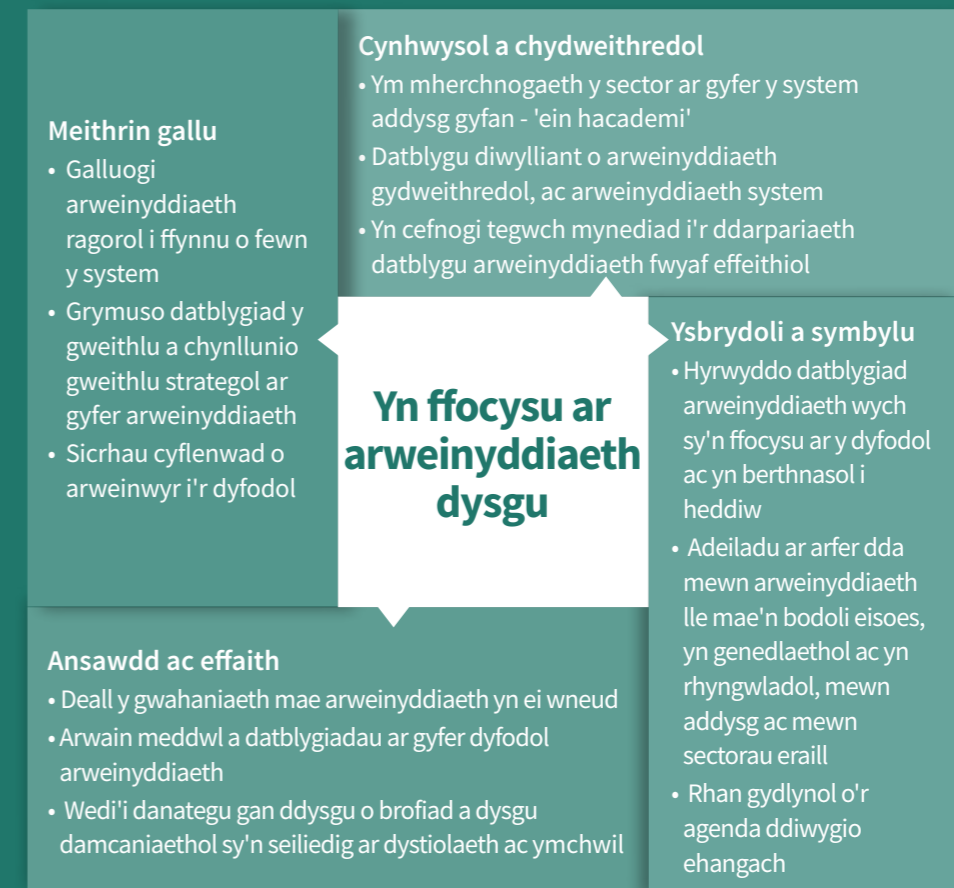 Meithrin gallu
• Galluogi
arweinyddiaeth
ragorol i ffynnu o fewn
y system
• Grymuso datblygiad y
gweithlu a chynllunio
gweithlu strategol ar
gyfer arweinyddiaeth
• Sicrhau cyflenwad o
arweinwyr i'r dyfodol
Cynhwysol a chydweithredol
• Ym mherchnogaeth y sector ar gyfer y system
addysg gyfan - 'ein hacademi'
• Datblygu diwylliant o arweinyddiaeth
gydweithredol, ac arweinyddiaeth system
• Yn cefnogi tegwch mynediad i'r ddarpariaeth
datblygu arweinyddiaeth fwyaf effeithiol
Yn ffocysu ar
arweinyddiaeth
dysgu
Ysbrydoli a symbylu
• Hyrwyddo datblygiad
arweinyddiaeth wych
sy'n ffocysu ar y dyfodol
ac yn berthnasol i
heddiw
• Adeiladu ar arfer dda
mewn arweinyddiaeth
lle mae'n bodoli eisoes,
yn genedlaethol ac yn
rhyngwladol, mewn
addysg ac mewn
sectorau eraill
• Rhan gydlynol o'r
agenda ddiwygio
ehangach
Ansawdd ac effaith
• Deall y gwahaniaeth mae arweinyddiaeth yn ei wneud
• Arwain meddwl a datblygiadau ar gyfer dyfodol
arweinyddiaeth
• Wedi'i danategu gan ddysgu o brofiad a dysgu
damcaniaethol sy'n seiliedig ar dystiolaeth ac ymchwil